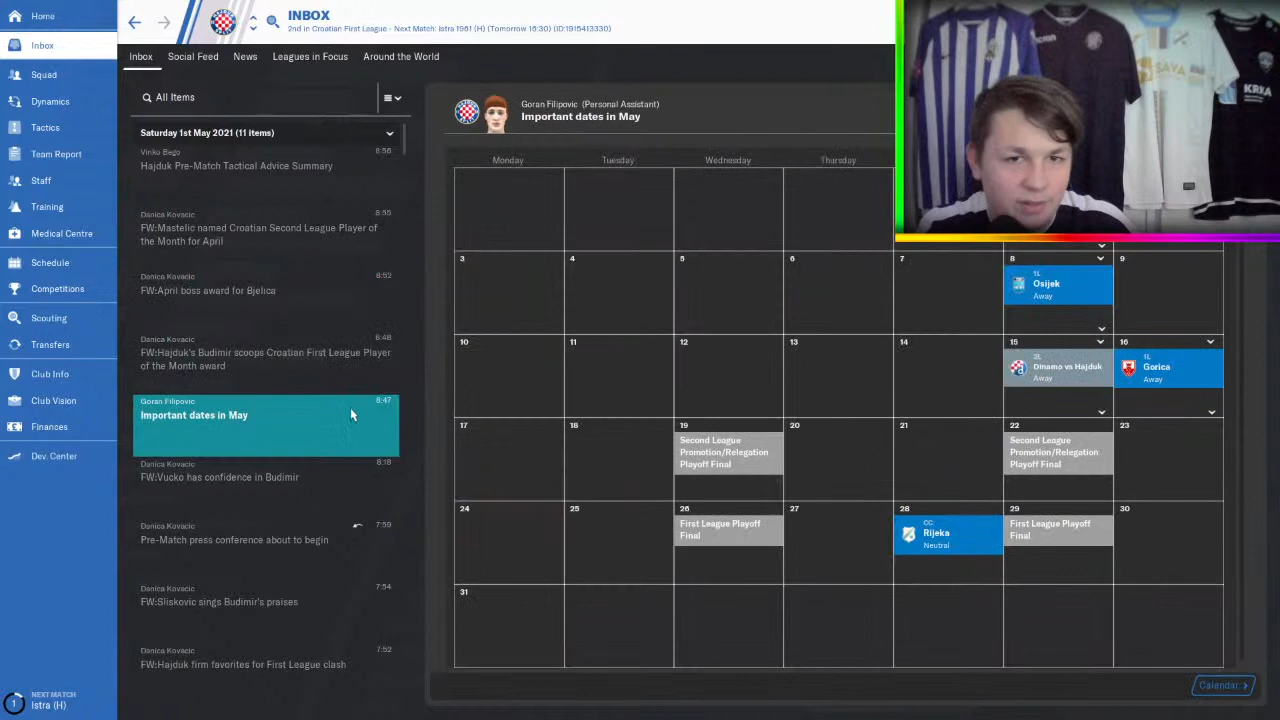 Home
Inbox
Squad
Dynamics
Tactics
Team Report
Staff
Training
Medical Centre
Schedule
Competitions
Scouting
Transfers
Club Info
Club Vision
Finances
Dev. Center
1
NEXT MATCH
Istra (H)
INBOX
2nd in Croatian First League - Next Match: Istra 1961 (H) (Tomorrow 16:30) (ID:1915413330)
Inbox
Social Feed
News
Leagues in Focus
Around the World
All Items
Saturday 1st May 2021 (11 items)
Vinko Bego
8:56
Hajduk Pre-Match Tactical Advice Summary
Danica Kovacic
8:55
FW:Mastelic named Croatian Second League Player of
the Month for April
Danica Kovacic
8:52
FW:April boss award for Bjelica
Danica Kovacic
8:48
FW:Hajduk's Budimir scoops Croatian First League Player
of the Month award
Goran Filipovic
8:47
Important dates in May
Danica Kovacic
8:18
FW:Vucko has confidence in Budimir
Danica Kovacic
7:59
Pre-Match press conference about to begin
Danica Kovacic
7:54
FW:Sliskovic sings Budimir's praises
Danica Kovacic
7:52
FW:Hajduk firm favorites for First League clash
Goran Filipovic (Personal Assistant)
Important dates in May
Monday
Tuesday
Wednesday
Thursday
3
4
5
6
7
8
1L
Osijek
Away
9
10
11
12
13
14
15
2L
Dinamo vs Hajduk
Away
16
1L
Gorica
Away
17
18
19
Second League
Promotion/Relegation
Playoff Final
20
21
22
Second League
Promotion/Relegation
Playoff Final
23
24
25
26
First League Playoff
Final
27
28
CC:
Rijeka
Neutral
29
First League Playoff
Final
30
31
Calendar >
SAVA
KRKA